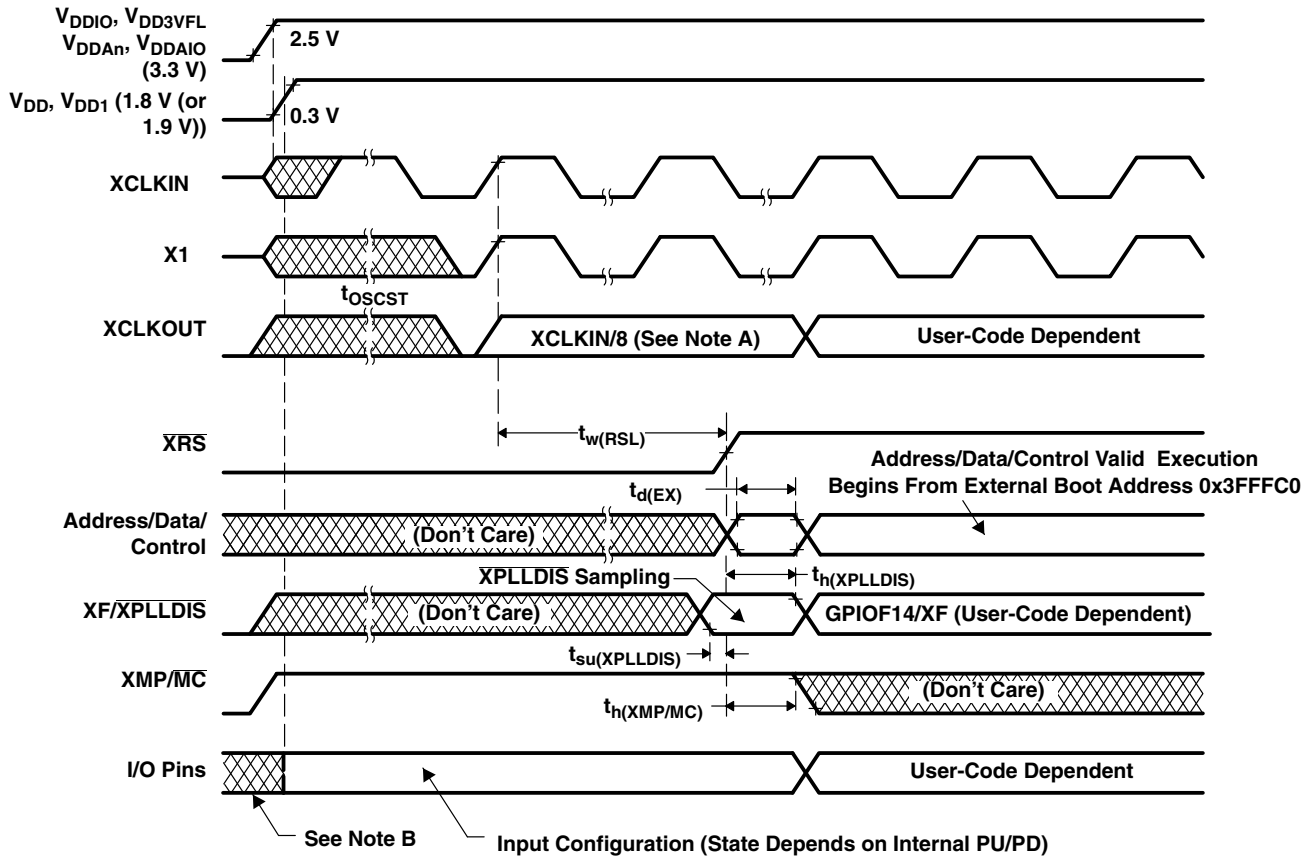 VDDIO, VDD3VFL
VDDAn, VDDAIO
(3.3 V)
2.5 V
VDD, VDD1 (1.8 V (or
1.9 V))
0.3 V
XCLKIN
X1
tOSCST
XCLKOUT
XCLKIN/8 (See Note A)
User-Code Dependent
XRS
tw(RSL)
Address/Data/Control Valid Execution
Begins From External Boot Address 0x3FFFC0
td(EX)
Address/Data/
Control
(Don't Care)
XPLLDIS Sampling
th(XPLLDIS)
XF/XPLLDIS
(Don't Care)
GPIOF14/XF (User-Code Dependent)
tsu(XPLLDIS)
XMP/MC
(Don't Care)
th(XMP/MC)
I/O Pins
User-Code Dependent
See Note B
Input Configuration (State Depends on Internal PU/PD)